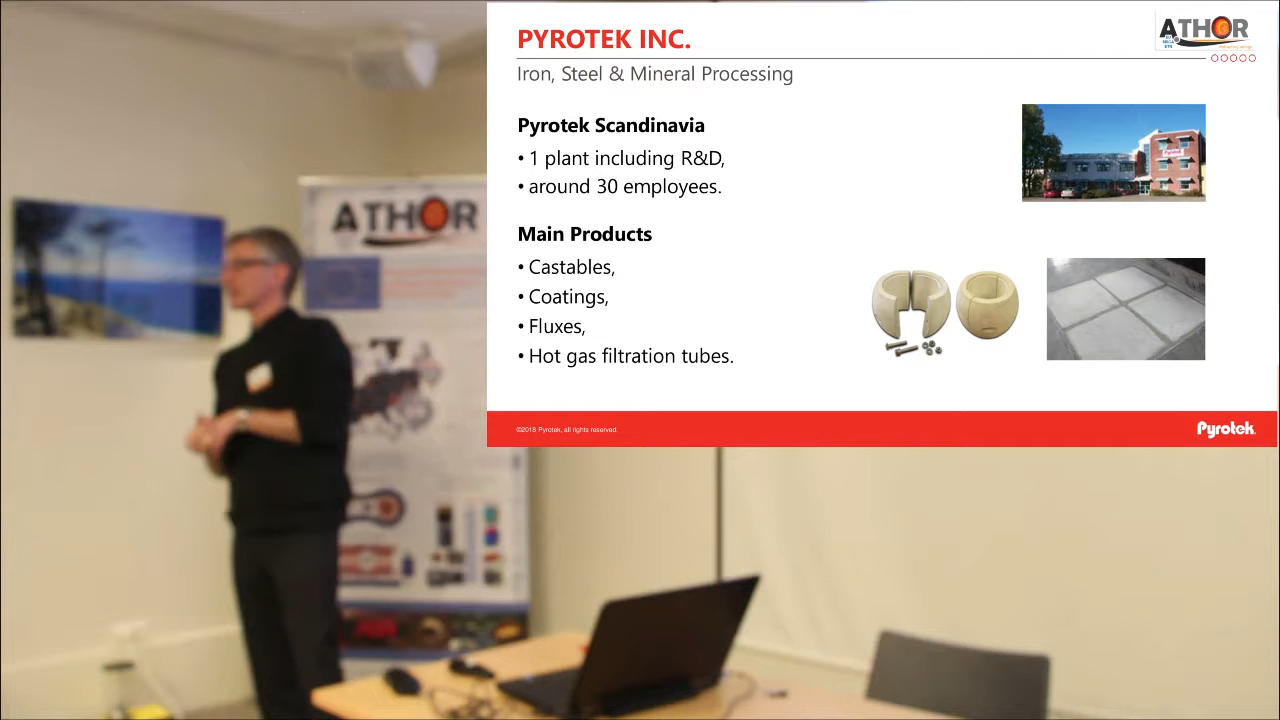 PYROTEK INC.
ATHOR
Iron, Steel & Mineral Processing
Pyrotek Scandinavia
• 1 plant including R&D,
• around 30 employees.
Pyrotek
Main Products
• Castables,
• Coatings,
• Fluxes,
• Hot gas filtration tubes.
©2018 Pyrotek, all rights reserved.
Pyrotek
ATHOR